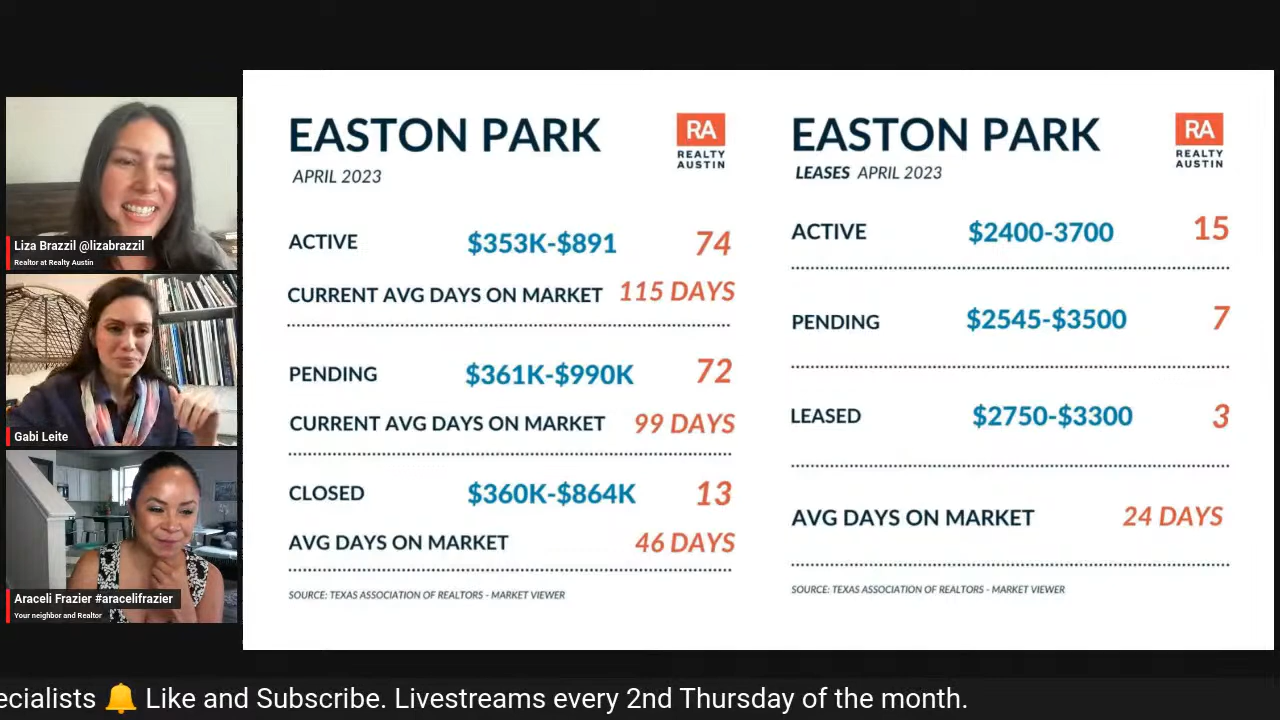 Liza Brazzil @lizabrazzil
Realtor at Realty Austin
Gabi Leite
Araceli Frazier #aracelifrazier
Your neighbor and Realtor
EASTON PARK
APRIL 2023
RA
REALTY
AUSTIN
ACTIVE $353K-$891 74
CURRENT AVG DAYS ON MARKET 115 DAYS
PENDING $361K-$990K 72
CURRENT AVG DAYS ON MARKET 99 DAYS
CLOSED $360K-$864K 13
AVG DAYS ON MARKET 46 DAYS
SOURCE: TEXAS ASSOCIATION OF REALTORS - MARKET VIEWER
EASTON PARK
LEASES APRIL 2023
RA
REALTY
AUSTIN
ACTIVE $2400-3700 15
PENDING $2545-$3500 7
LEASED $2750-$3300 3
AVG DAYS ON MARKET 24 DAYS
SOURCE: TEXAS ASSOCIATION OF REALTORS - MARKET VIEWER
ecialists 🔔 Like and Subscribe. Livestreams every 2nd Thursday of the month.